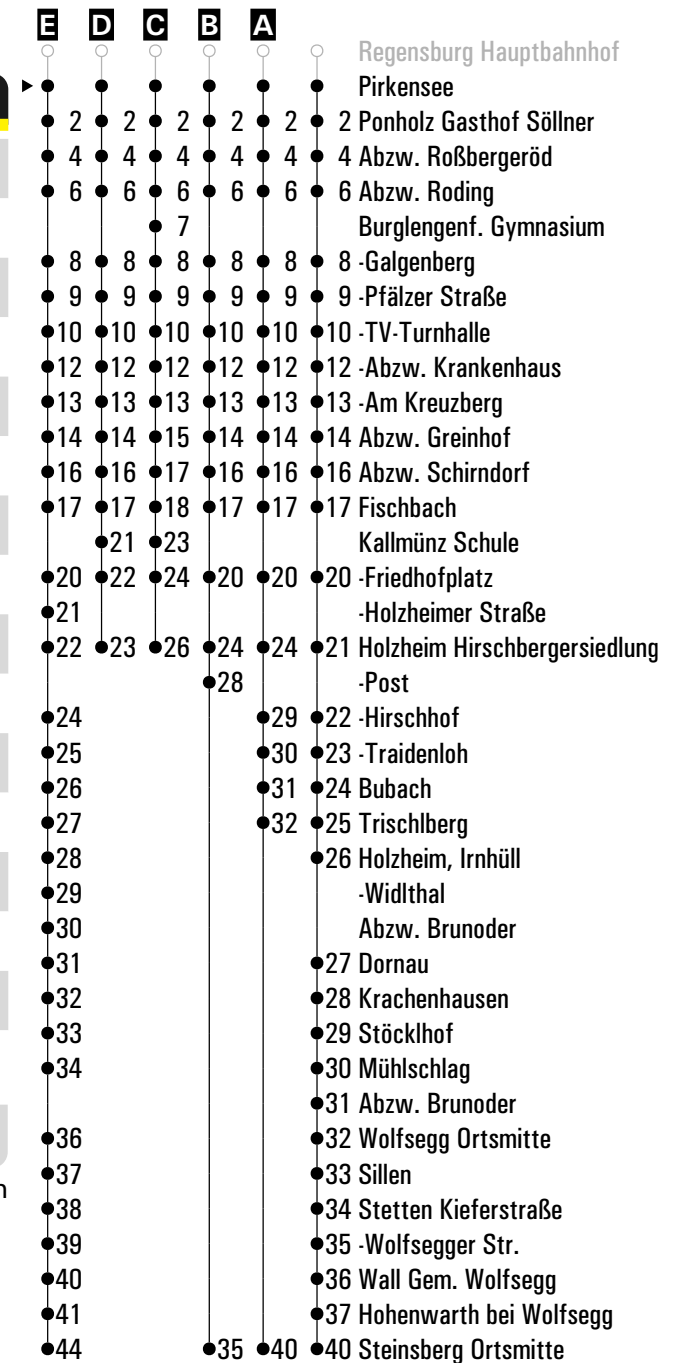 E D C B A
Regensburg Hauptbahnhof
Pirkensee
2 2 2 2 2 2 Ponholz Gasthof Söllner
4 4 4 4 4 4 Abzw. Roßbergeröd
6 6 6 6 6 6 Abzw. Roding
7 Burglengenf. Gymnasium
8 8 8 8 8 8 -Galgenberg
9 9 9 9 9 9 -Pfälzer Straße
10 10 10 10 10 10 -TV-Turnhalle
12 12 12 12 12 12 -Abzw. Krankenhaus
13 13 13 13 13 13 -Am Kreuzberg
14 14 15 14 14 14 Abzw. Greinhof
16 16 17 16 16 16 Abzw. Schirndorf
17 17 18 17 17 17 Fischbach
21 23 Kallmünz Schule
20 22 24 20 20 20 -Friedhofplatz
21 -Holzheimer Straße
22 23 26 24 24 21 Holzheim Hirschbergersiedlung
28 -Post
24 29 22 -Hirschhof
25 30 23 -Traidenloh
26 31 24 Bubach
27 32 25 Trischlberg
28 26 Holzheim, Irnhüll
29 -Widlthal
30 Abzw. Brunoder
31 27 Dornau
32 28 Krachenhausen
33 29 Stöcklhof
34 30 Mühlschlag
31 Abzw. Brunoder
36 32 Wolfsegg Ortsmitte
37 33 Sillen
n
38 34 Stetten Kieferstraße
39 35 -Wolfsegger Str.
40 36 Wall Gem. Wolfsegg
41 37 Hohenwarth bei Wolfsegg
44 35 40 40 Steinsberg Ortsmitte